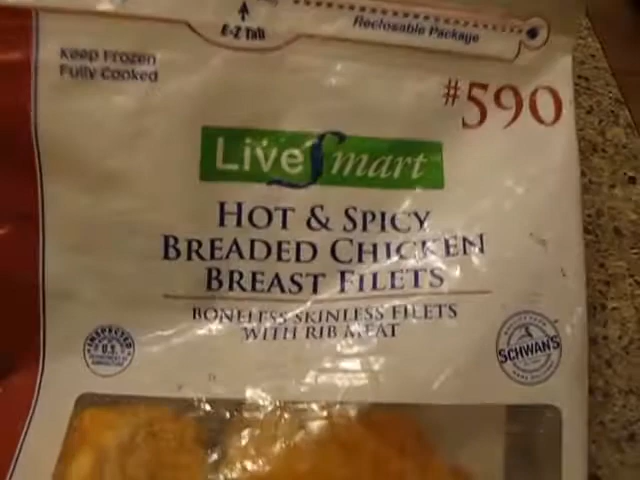 E-Z Tab
Reclosable Package
Keep Frozen
Fully Cooked
#590
LiveSmart
HOT & SPICY
BREADED CHICKEN
BREAST FILETS
BONELESS SKINLESS FILETS
WITH RIB MEAT
INSPECTED
U.S.
SCHWAN'S